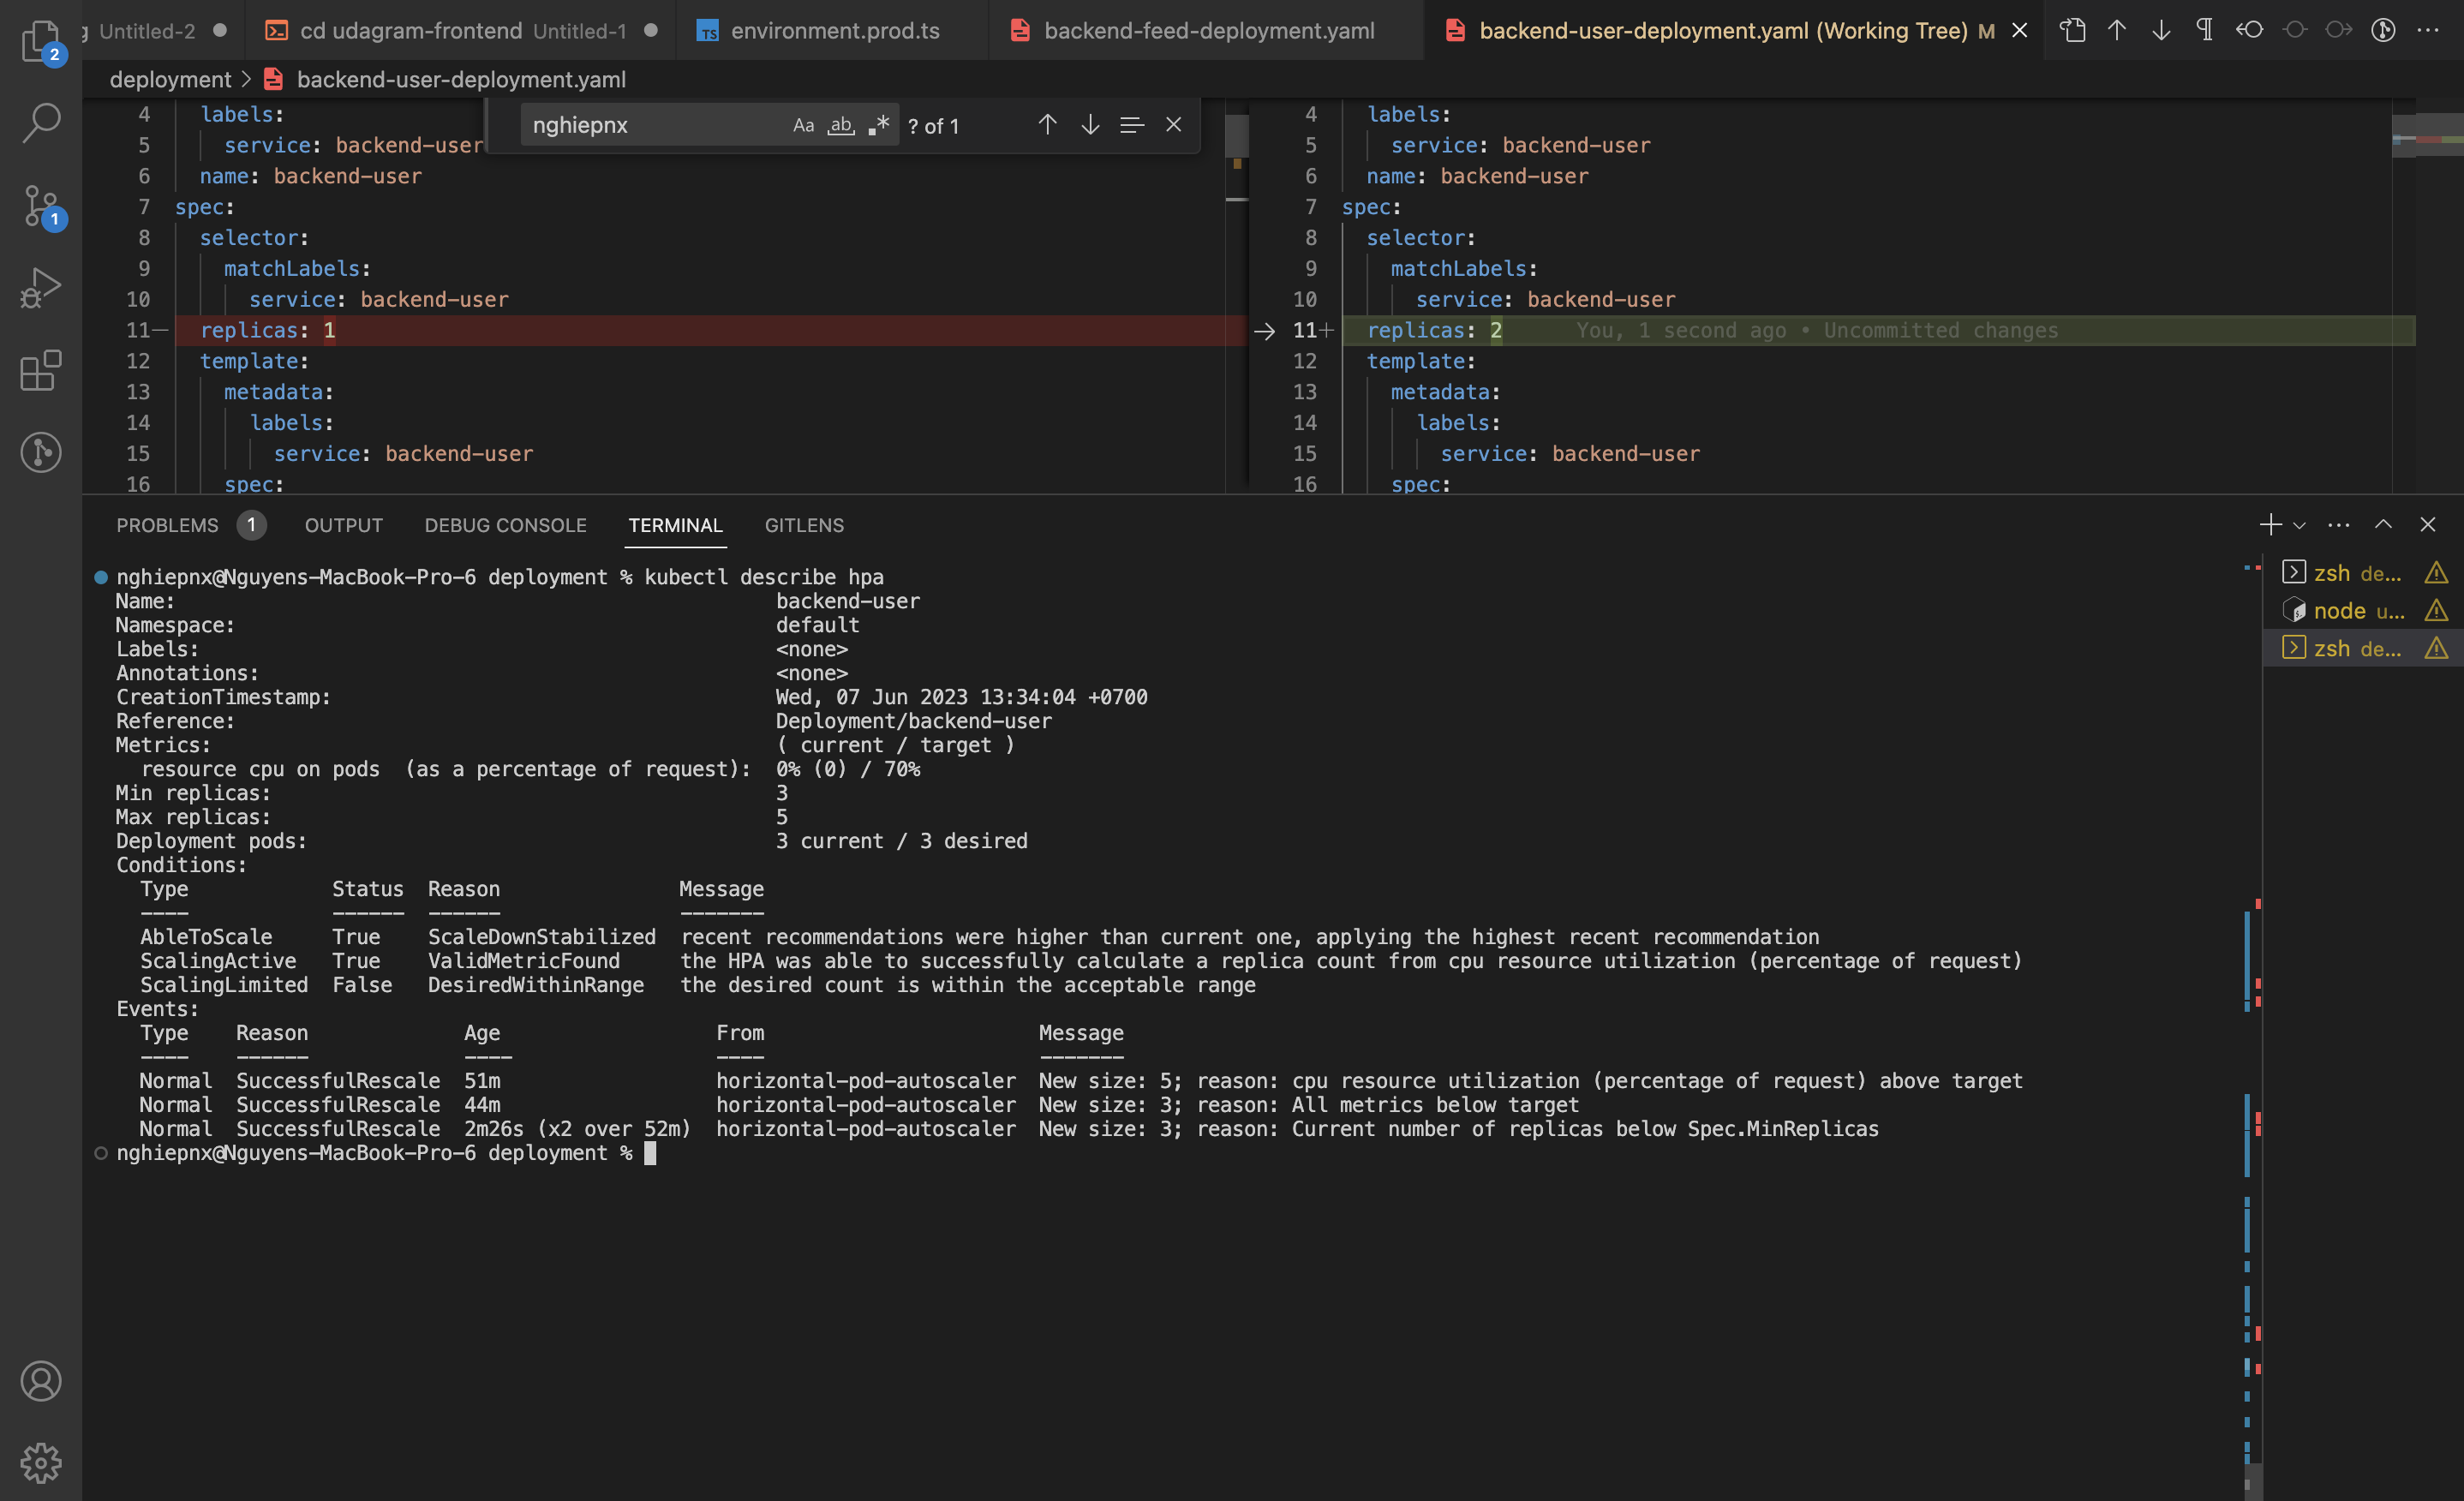 2
1
g Untitled-2
cd udagram-frontend Untitled-1
TS environment.prod.ts
backend-feed-deployment.yaml
backend-user-deployment.yaml (Working Tree) M
deployment > backend-user-deployment.yaml
nghiepnx Aa ab .* ? of 1
4 labels:
5 service: backend-user
6 name: backend-user
7 spec:
8 selector:
9 matchLabels:
10 service: backend-user
11— replicas: 1
12 template:
13 metadata:
14 labels:
15 service: backend-user
16 spec:
4 labels:
5 service: backend-user
6 name: backend-user
7 spec:
8 selector:
9 matchLabels:
10 service: backend-user
11+ replicas: 2 You, 1 second ago • Uncommitted changes
12 template:
13 metadata:
14 labels:
15 service: backend-user
16 spec:
PROBLEMS 1 OUTPUT DEBUG CONSOLE TERMINAL GITLENS
zsh de...
node u...
zsh de...
nghiepnx@Nguyens-MacBook-Pro-6 deployment % kubectl describe hpa
Name: backend-user
Namespace: default
Labels: <none>
Annotations: <none>
CreationTimestamp: Wed, 07 Jun 2023 13:34:04 +0700
Reference: Deployment/backend-user
Metrics: ( current / target )
resource cpu on pods (as a percentage of request): 0% (0) / 70%
Min replicas: 3
Max replicas: 5
Deployment pods: 3 current / 3 desired
Conditions:
Type Status Reason Message
---- ------ ------ -------
AbleToScale True ScaleDownStabilized recent recommendations were higher than current one, applying the highest recent recommendation
ScalingActive True ValidMetricFound the HPA was able to successfully calculate a replica count from cpu resource utilization (percentage of request)
ScalingLimited False DesiredWithinRange the desired count is within the acceptable range
Events:
Type Reason Age From Message
---- ------ ---- ---- -------
Normal SuccessfulRescale 51m horizontal-pod-autoscaler New size: 5; reason: cpu resource utilization (percentage of request) above target
Normal SuccessfulRescale 44m horizontal-pod-autoscaler New size: 3; reason: All metrics below target
Normal SuccessfulRescale 2m26s (x2 over 52m) horizontal-pod-autoscaler New size: 3; reason: Current number of replicas below Spec.MinReplicas
nghiepnx@Nguyens-MacBook-Pro-6 deployment %